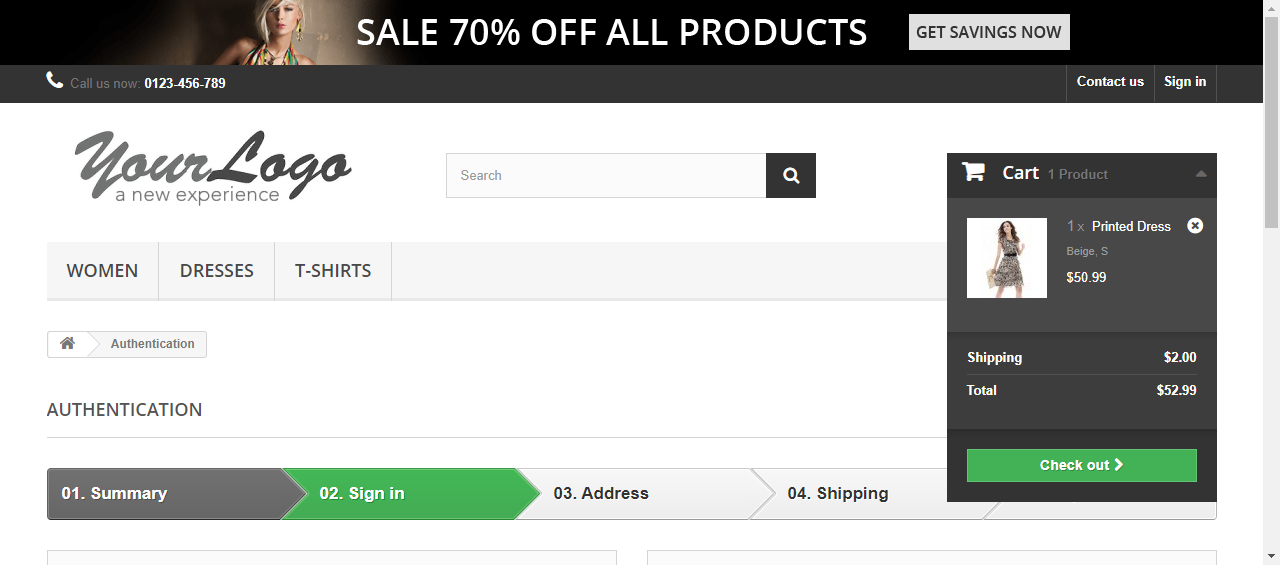 SALE 70% OFF ALL PRODUCTS GET SAVINGS NOW
Call us now: 0123-456-789 Contact us Sign in
YourLogo
a new experience
Search
Cart 1 Product
1 x Printed Dress
Beige, S
$50.99
WOMEN DRESSES T-SHIRTS
Authentication
Shipping $2.00
Total $52.99
AUTHENTICATION
Check out
01. Summary 02. Sign in 03. Address 04. Shipping